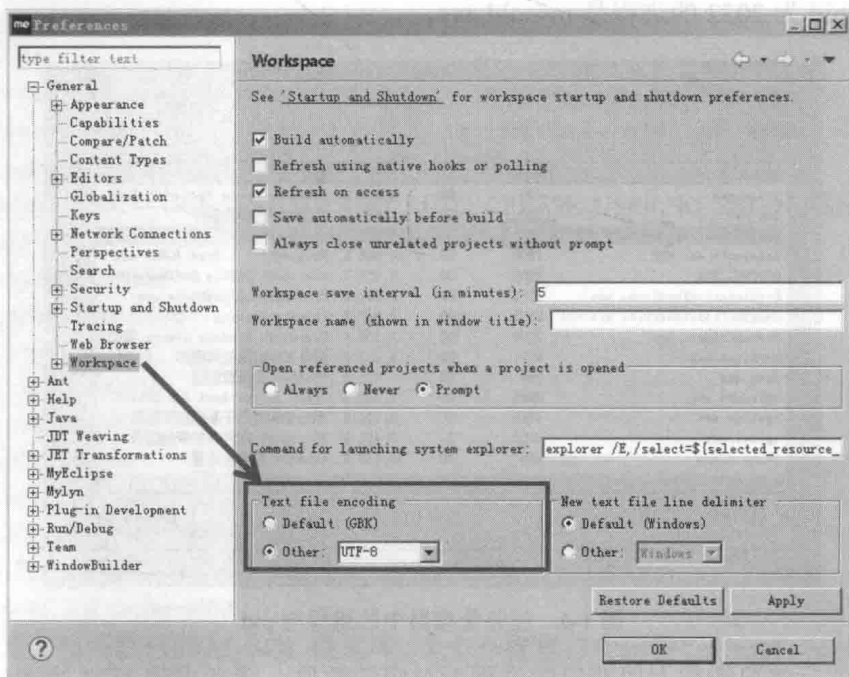 me Preferences
type filter text
General
Appearance
Capabilities
Compare/Patch
Content Types
Editors
Globalization
Keys
Network Connections
Perspectives
Search
Security
Startup and Shutdown
Tracing
Web Browser
Workspace
Ant
Help
Java
JDT Weaving
JET Transformations
MyEclipse
Mylyn
Plug-in Development
Run/Debug
Team
WindowBuilder
Workspace
See 'Startup and Shutdown' for workspace startup and shutdown preferences.
Build automatically
Refresh using native hooks or polling
Refresh on access
Save automatically before build
Always close unrelated projects without prompt
Workspace save interval (in minutes): 5
Workspace name (shown in window title):
Open referenced projects when a project is opened
Always Never Prompt
Command for launching system explorer: explorer /E,/select=${selected_resource_
Text file encoding
Default (GBK)
Other: UTF-8
New text file line delimiter
Default (Windows)
Other: Windows
Restore Defaults Apply
? OK Cancel